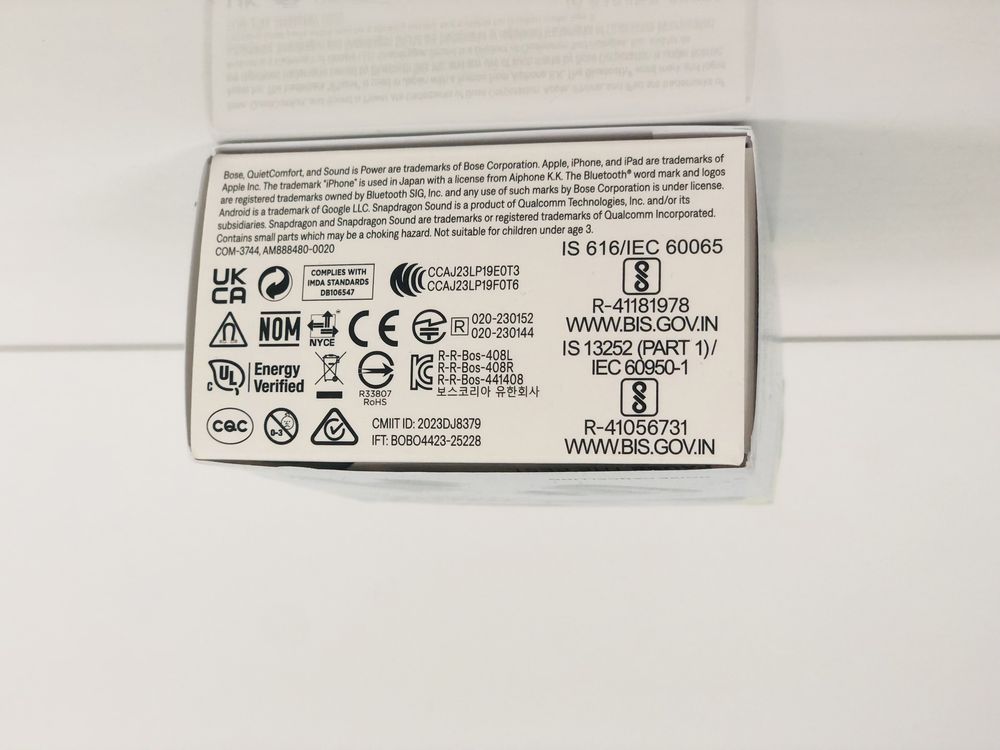 Bose, QuietComfort, and Sound is Power are trademarks of Bose Corporation. Apple, iPhone, and iPad are trademarks of
Apple Inc. The trademark "iPhone" is used in Japan with a license from Aiphone K.K. The Bluetooth® word mark and logos
are registered trademarks owned by Bluetooth SIG, Inc. and any use of such marks by Bose Corporation is under license.
Android is a trademark of Google LLC. Snapdragon Sound is a product of Qualcomm Technologies, Inc. and/or its
subsidiaries. Snapdragon and Snapdragon Sound are trademarks or registered trademarks of Qualcomm Incorporated.
Contains small parts which may be a choking hazard. Not suitable for children under age 3.
COM-3744, AM888480-0020
UK
CA
COMPLIES WITH
IMDA STANDARDS
DB106547
CCAJ23LP19E0T3
CCAJ23LP19F0T6
NOM
NYCE
CE
R 020-230152
020-230144
c UL
Energy
Verified
R33807
RoHS
R-R-Bos-408L
R-R-Bos-408R
R-R-Bos-441408
보스코리아 유한회사
CQC
0-3
CMIIT ID: 2023DJ8379
IFT: BOBO4423-25228
IS 616/IEC 60065
R-41181978
WWW.BIS.GOV.IN
IS 13252 (PART 1)/
IEC 60950-1
R-41056731
WWW.BIS.GOV.IN